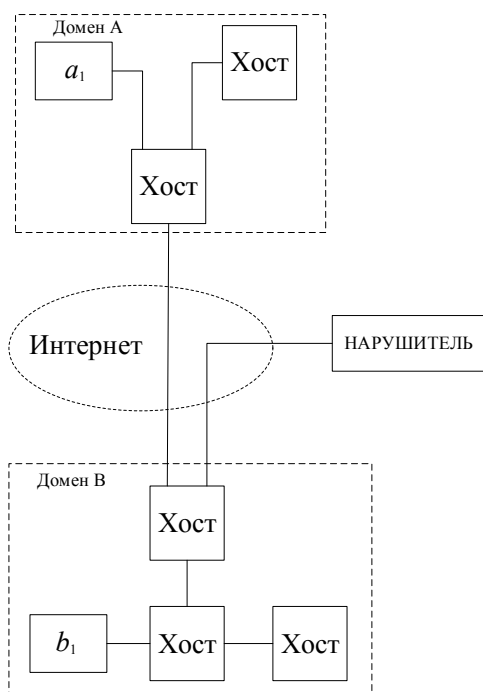 Домен А
a₁
Хост
Хост
Интернет
НАРУШИТЕЛЬ
Домен В
Хост
b₁
Хост
Хост